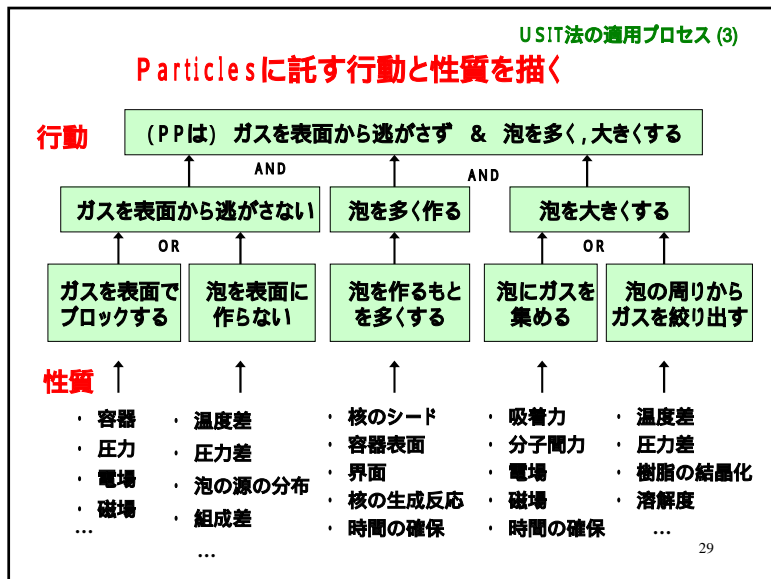 USIT法の適用プロセス (3)
Particlesに託す行動と性質を描く
行動
(PPは) ガスを表面から逃がさず & 泡を多く,大きくする
AND
AND
ガスを表面から逃がさない
泡を多く作る
泡を大きくする
OR
OR
ガスを表面で
ブロックする
泡を表面に
作らない
泡を作るもと
を多くする
泡にガスを
集める
泡の周りから
ガスを絞り出す
性質
・ 容器
・ 圧力
・ 電場
・ 磁場
…
・ 温度差
・ 圧力差
・ 泡の源の分布
・ 組成差
…
・ 核のシード
・ 容器表面
・ 界面
・ 核の生成反応
・ 時間の確保
・ 吸着力
・ 分子間力
・ 電場
・ 磁場
・ 時間の確保
・ 温度差
・ 圧力差
・ 樹脂の結晶化
・ 溶解度
…
29